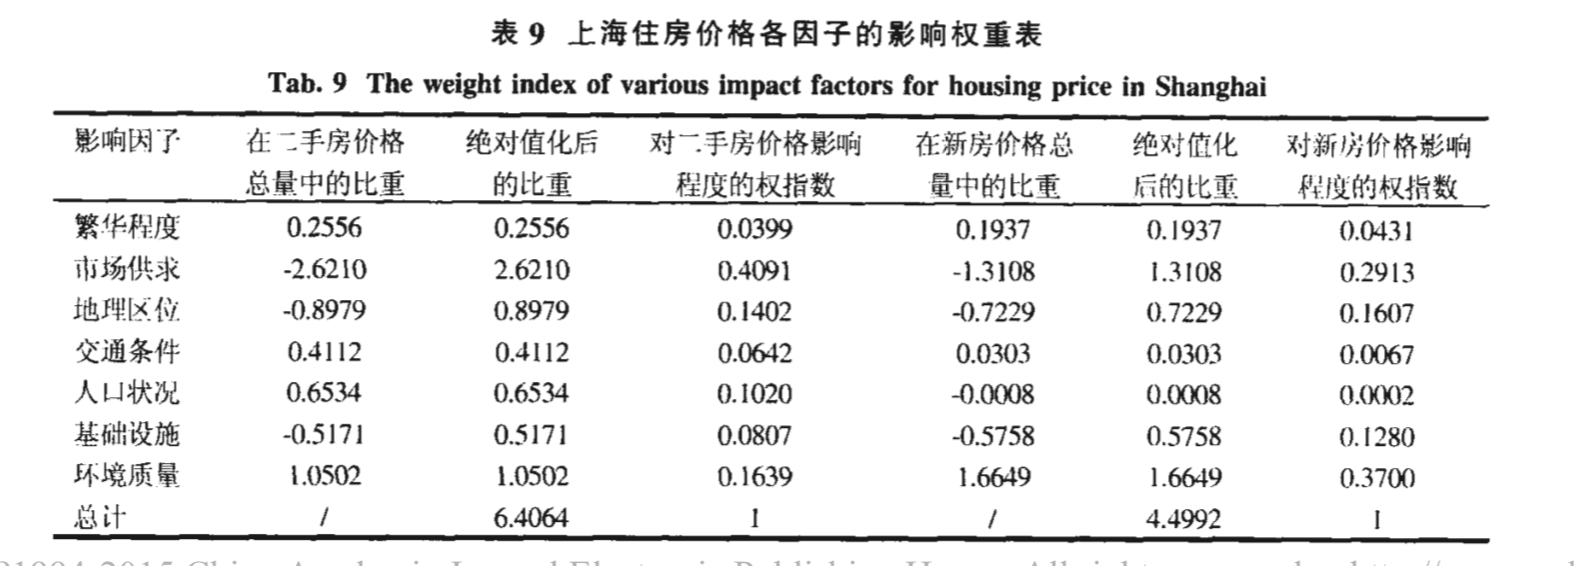 表 9 上海住房价格各因子的影响权重表
Tab. 9 The weight index of various impact factors for housing price in Shanghai
影响因子 在二手房价格 绝对值化后 对二手房价格影响 在新房价格总 绝对值化 对新房价格影响
总量中的比重 的比重 程度的权指数 量中的比重 后的比重 程度的权指数
繁华程度 0.2556 0.2556 0.0399 0.1937 0.1937 0.0431
市场供求 -2.6210 2.6210 0.4091 -1.3108 1.3108 0.2913
地理区位 -0.8979 0.8979 0.1402 -0.7229 0.7229 0.1607
交通条件 0.4112 0.4112 0.0642 0.0303 0.0303 0.0067
人口状况 0.6534 0.6534 0.1020 -0.0008 0.0008 0.0002
基础设施 -0.5171 0.5171 0.0807 -0.5758 0.5758 0.1280
环境质量 1.0502 1.0502 0.1639 1.6649 1.6649 0.3700
总计 / 6.4064 1 / 4.4992 1